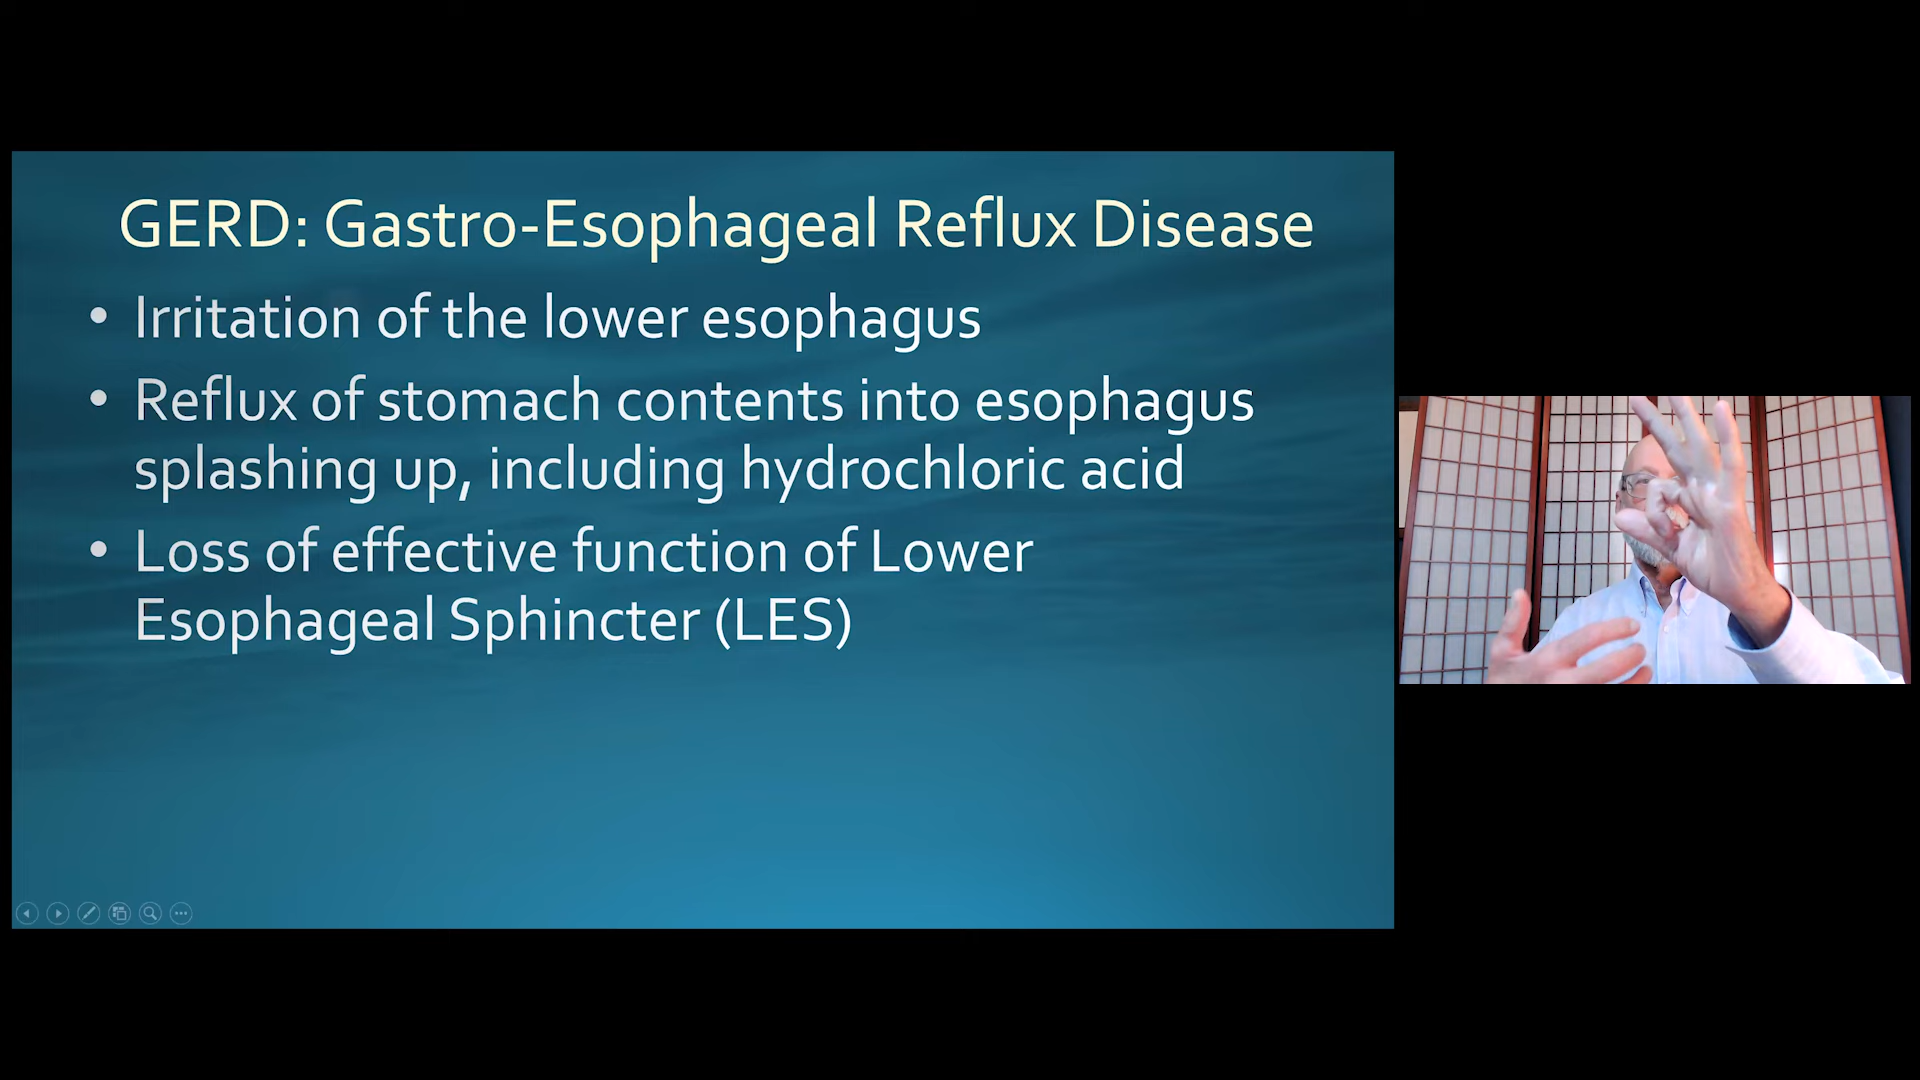 GERD: Gastro-Esophageal Reflux Disease
• Irritation of the lower esophagus
• Reflux of stomach contents into esophagus
splashing up, including hydrochloric acid
• Loss of effective function of Lower
Esophageal Sphincter (LES)